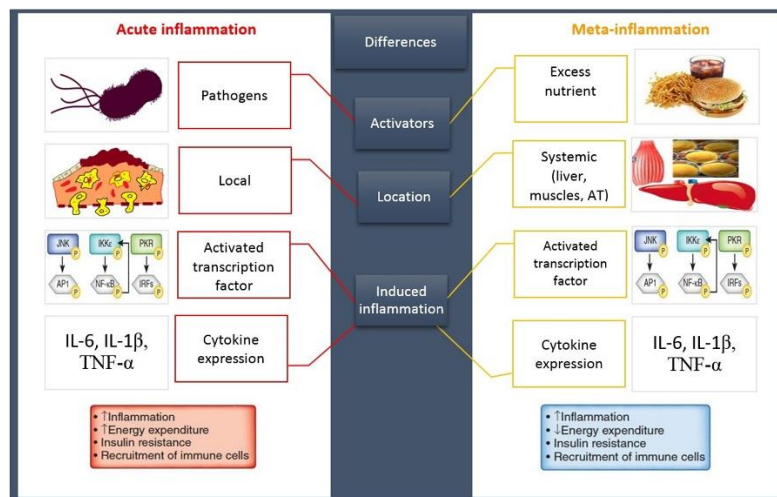 Acute inflammation
Differences
Meta-inflammation
Pathogens
Activators
Excess
nutrient
Local
Location
Systemic
(liver,
muscles, AT)
JNK P IKKε P PKR P
AP1 P NF-κB P IRFs P
Activated
transcription
factor
Induced
inflammation
Activated
transcription
factor
JNK P IKKε P PKR P
AP1 P NF-κB P IRFs P
IL-6, IL-1β,
TNF-α
Cytokine
expression
Cytokine
expression
IL-6, IL-1β,
TNF-α
• ↑Inflammation
• ↑Energy expenditure
• Insulin resistance
• Recruitment of immune cells
• ↑Inflammation
• ↓Energy expenditure
• Insulin resistance
• Recruitment of immune cells